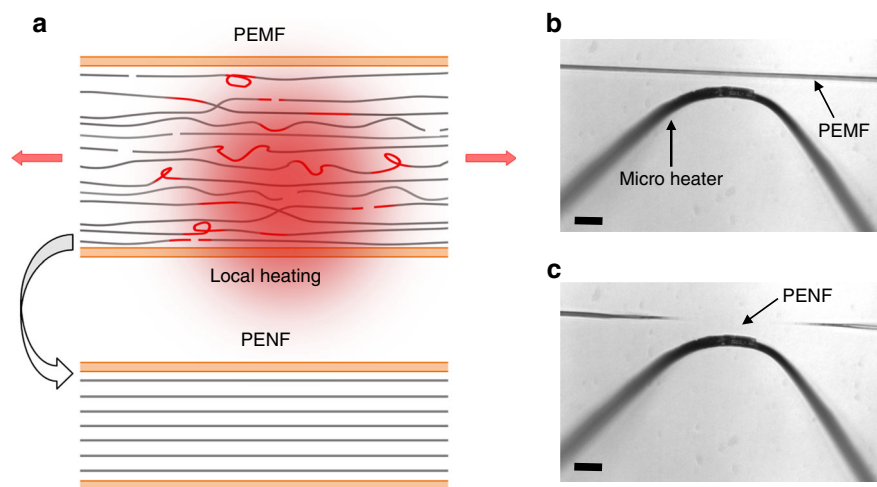 a
PEMF
Local heating
PENF
b
PEMF
Micro heater
c
PENF